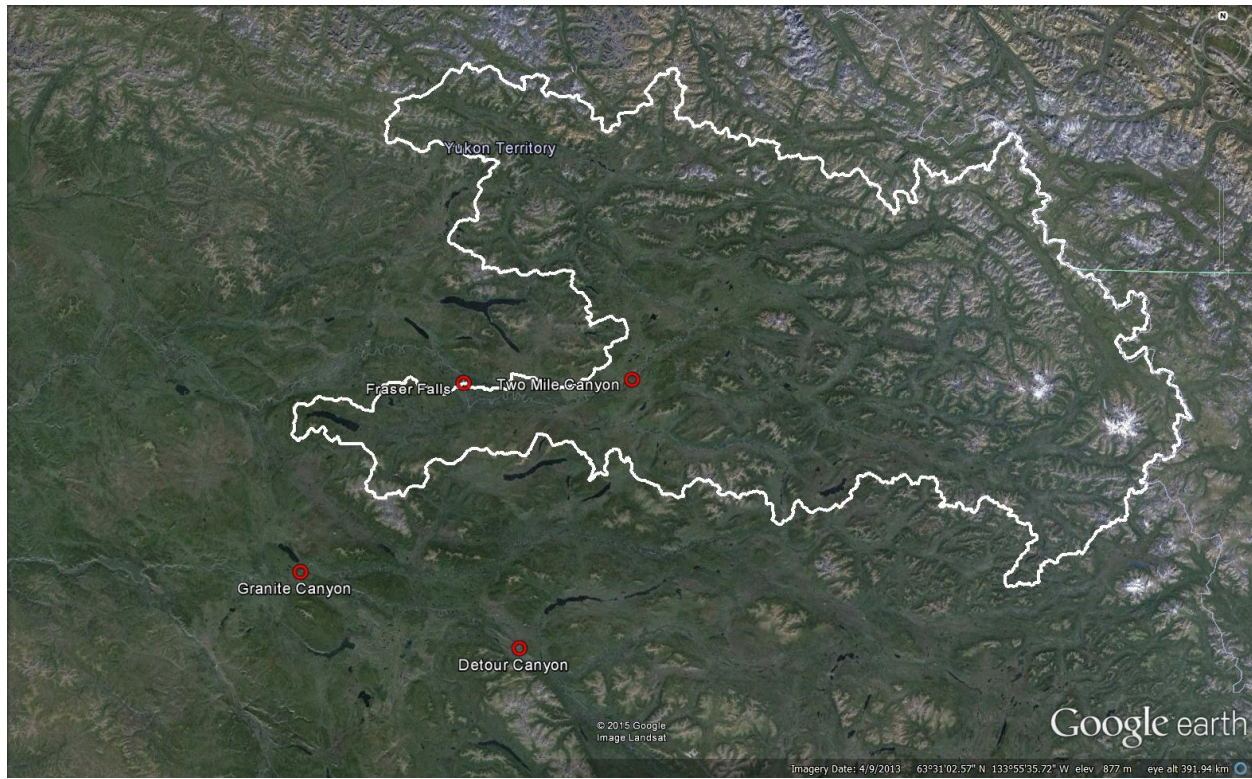 N
Yukon Territory
Fraser Falls
Two Mile Canyon
Granite Canyon
Detour Canyon
© 2015 Google
Image Landsat
Google earth
Imagery Date: 4/9/2013 63°31'02.57" N 133°55'35.72" W elev 877 m eye alt 391.94 km